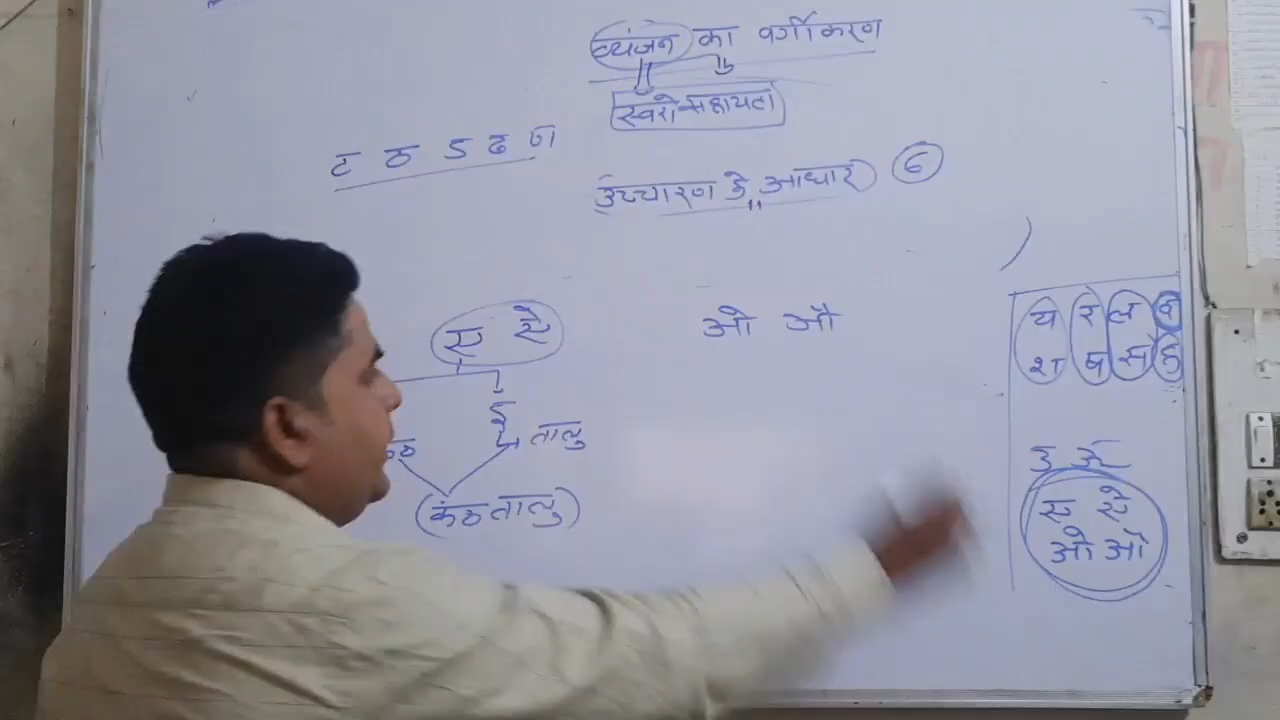 व्यंजन का वर्गीकरण
स्वरो सहायता
ट ठ ड ढ ण
उच्चारण के आधार 6
ए ऐ
ओ औ
य र ल व
श ष स ह
ई
तालु
कंठतालु
उ ऊ
ए ऐ
ओ औ